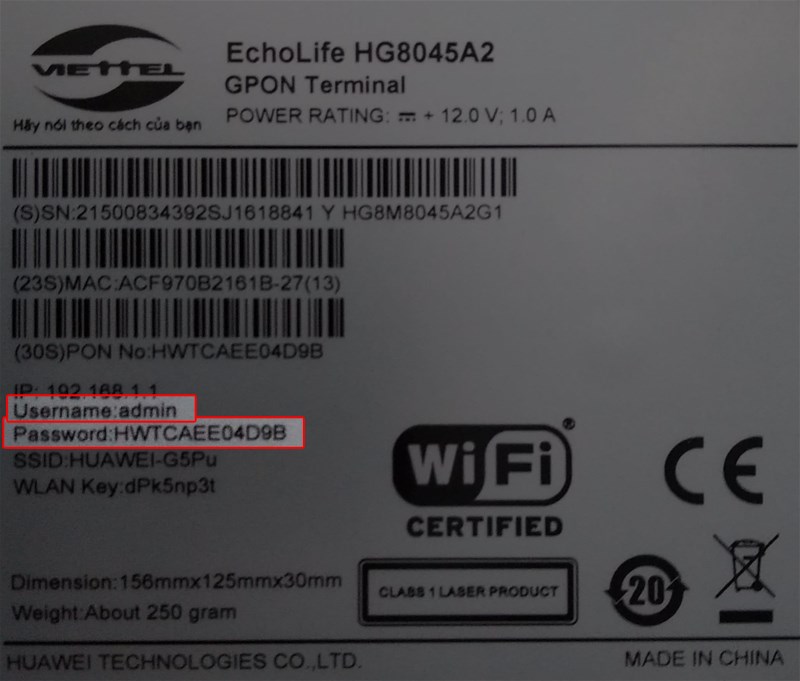 VIETTEL
Hãy nói theo cách của bạn
EchoLife HG8045A2
GPON Terminal
POWER RATING: ⎓ + 12.0 V; 1.0 A
(S)SN:21500834392SJ1618841 Y HG8M8045A2G1
(23S)MAC:ACF970B2161B-27(13)
(30S)PON No:HWTCAEE04D9B
IP: 192.168.1.1
Username:admin
Password:HWTCAEE04D9B
SSID:HUAWEI-G5Pu
WLAN Key:dPk5np3t
Wi Fi ®
CERTIFIED
CE
Dimension:156mmx125mmx30mm
Weight:About 250 gram
CLASS 1 LASER PRODUCT
20
HUAWEI TECHNOLOGIES CO.,LTD.
MADE IN CHINA